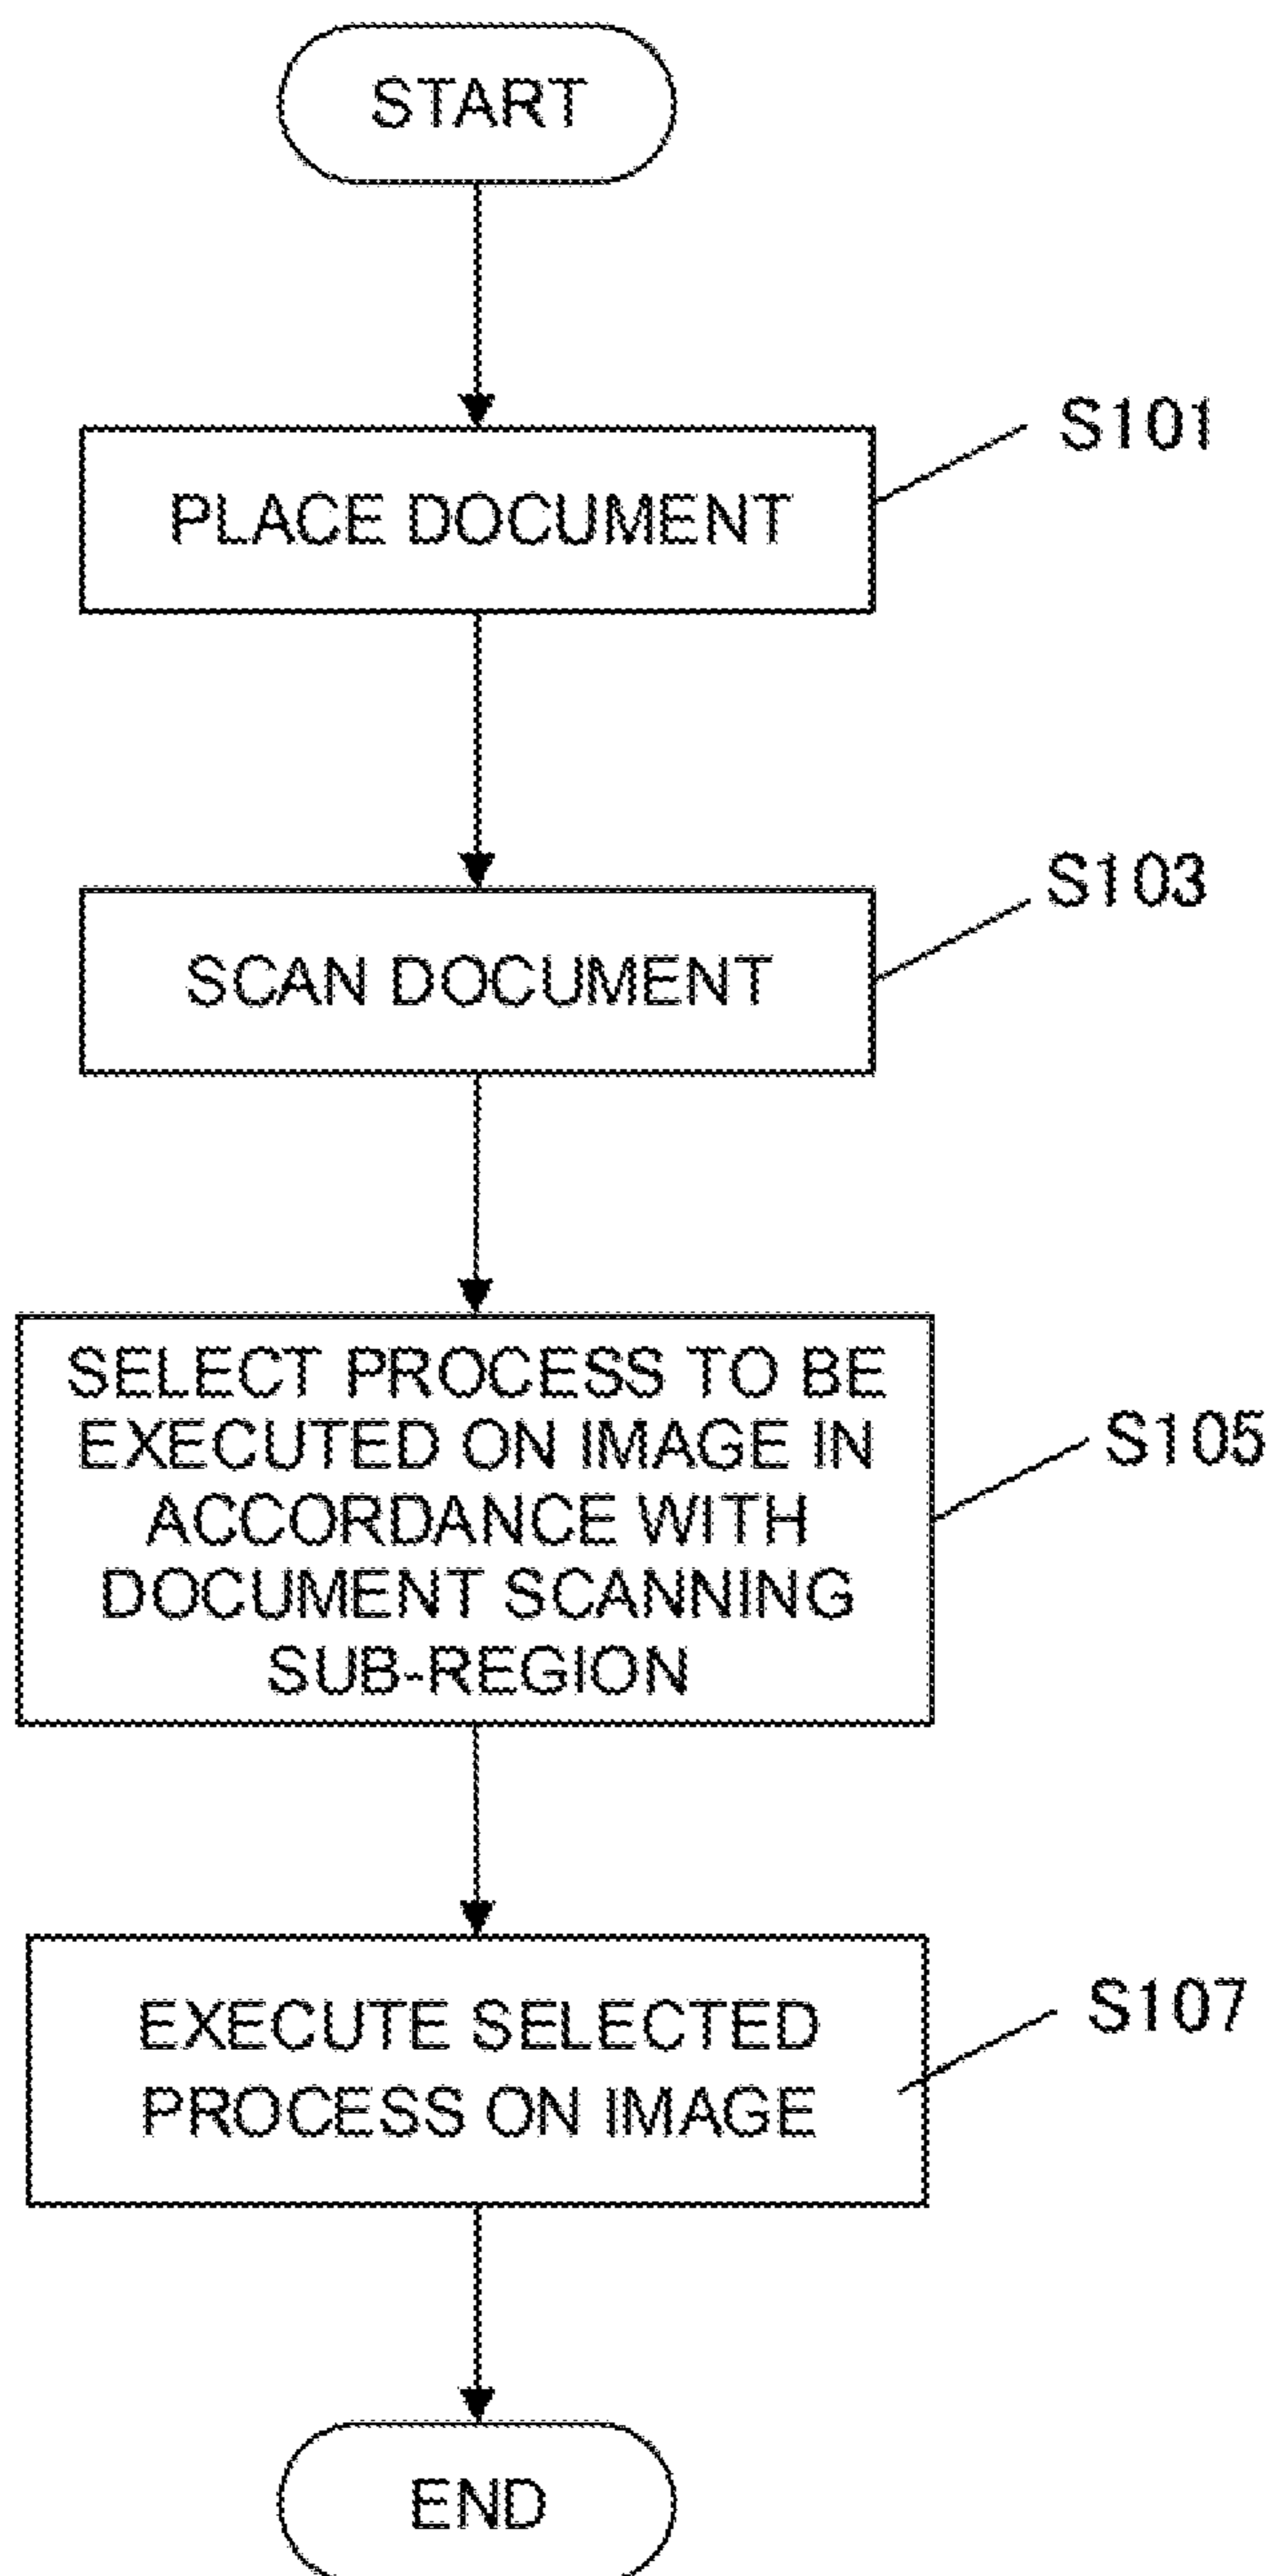 START
S101
PLACE DOCUMENT
S103
SCAN DOCUMENT
SELECT PROCESS TO BE
EXECUTED ON IMAGE IN
ACCORDANCE WITH
DOCUMENT SCANNING
SUB-REGION
S105
EXECUTE SELECTED
PROCESS ON IMAGE
S107
END